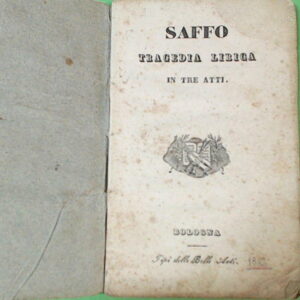 SAFFO
TRAGEDIA LIRICA
IN TRE ATTI.
BOLOGNA
Tipi delle Belle Arti.